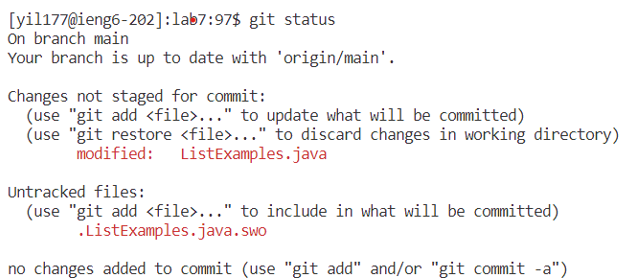 [yil177@ieng6-202]:lab7:97$ git status
On branch main
Your branch is up to date with 'origin/main'.

Changes not staged for commit:
  (use "git add <file>..." to update what will be committed)
  (use "git restore <file>..." to discard changes in working directory)
        modified:   ListExamples.java

Untracked files:
  (use "git add <file>..." to include in what will be committed)
        .ListExamples.java.swo

no changes added to commit (use "git add" and/or "git commit -a")